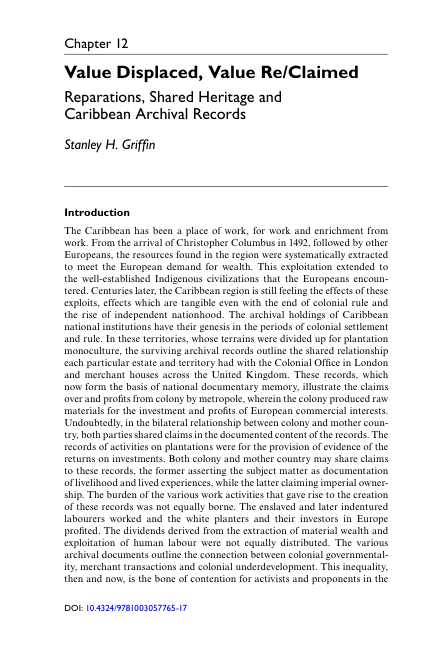 Chapter 12
Value Displaced, Value Re/Claimed
Reparations, Shared Heritage and
Caribbean Archival Records
Stanley H. Griffin
Introduction
The Caribbean has been a place of work, for work and enrichment from
work. From the arrival of Christopher Columbus in 1492, followed by other
Europeans, the resources found in the region were systematically extracted
to meet the European demand for wealth. This exploitation extended to
the well-established Indigenous civilizations that the Europeans encoun-
tered. Centuries later, the Caribbean region is still feeling the effects of these
exploits, effects which are tangible even with the end of colonial rule and
the rise of independent nationhood. The archival holdings of Caribbean
national institutions have their genesis in the periods of colonial settlement
and rule. In these territories, whose terrains were divided up for plantation
monoculture, the surviving archival records outline the shared relationship
each particular estate and territory had with the Colonial Office in London
and merchant houses across the United Kingdom. These records, which
now form the basis of national documentary memory, illustrate the claims
over and profits from colony by metropole, wherein the colony produced raw
materials for the investment and profits of European commercial interests.
Undoubtedly, in the bilateral relationship between colony and mother coun-
try, both parties shared claims in the documented content of the records. The
records of activities on plantations were for the provision of evidence of the
returns on investments. Both colony and mother country may share claims
to these records, the former asserting the subject matter as documentation
of livelihood and lived experiences, while the latter claiming imperial owner-
ship. The burden of the various work activities that gave rise to the creation
of these records was not equally borne. The enslaved and later indentured
labourers worked and the white planters and their investors in Europe
profited. The dividends derived from the extraction of material wealth and
exploitation of human labour were not equally distributed. The various
archival documents outline the connection between colonial governmental-
ity, merchant transactions and colonial underdevelopment. This inequality,
then and now, is the bone of contention for activists and proponents in the
DOI: 10.4324/9781003057765-17